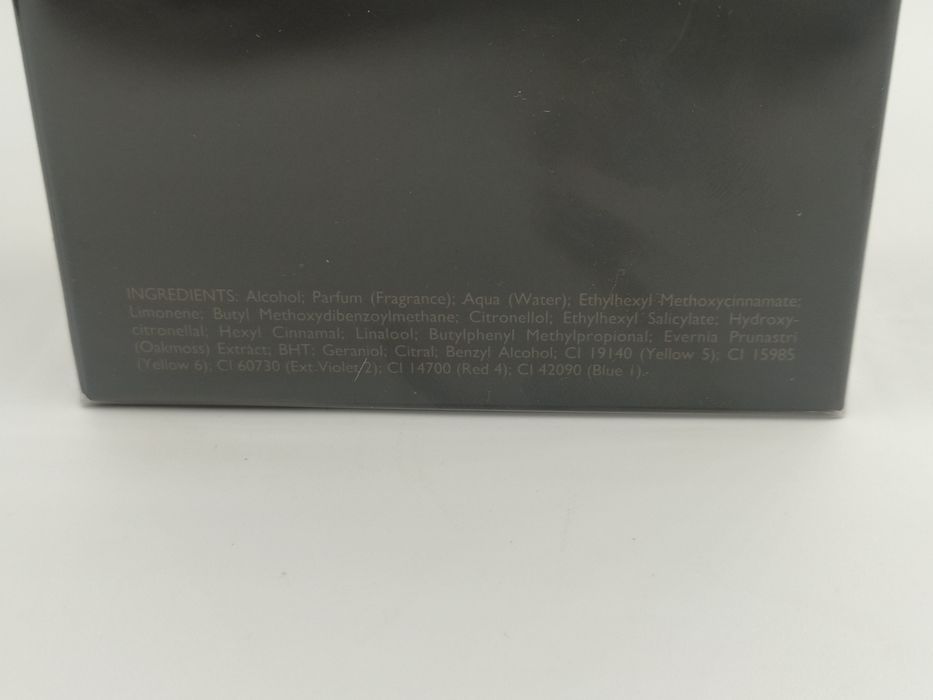 INGREDIENTS: Alcohol; Parfum (Fragrance); Aqua (Water); Ethylhexyl Methoxycinnamate;
Limonene; Butyl Methoxydibenzoylmethane; Citronellol; Ethylhexyl Salicylate; Hydroxy-
citronellal; Hexyl Cinnamal; Linalool; Butylphenyl Methylpropional; Evernia Prunastri
(Oakmoss) Extract; BHT; Geraniol; Citral; Benzyl Alcohol; CI 19140 (Yellow 5); CI 15985
(Yellow 6); CI 60730 (Ext. Violet 2); CI 14700 (Red 4); CI 42090 (Blue 1).-